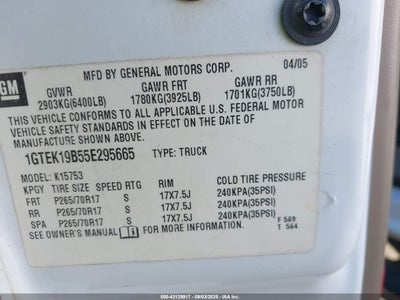 GM
MFD BY GENERAL MOTORS CORP. 04/05
GVWR GAWR FRT GAWR RR
2903KG(6400LB) 1780KG(3925LB) 1701KG(3750LB)
THIS VEHICLE CONFORMS TO ALL APPLICABLE U.S. FEDERAL MOTOR
VEHICLE SAFETY STANDARDS IN EFFECT ON THE DATE OF
MANUFACTURE SHOWN ABOVE.
1GTEK19B55E295665 TYPE: TRUCK
MODEL: K15753
KPGY TIRE SIZE SPEED RTG RIM COLD TIRE PRESSURE
FRT P265/70R17 S 17X7.5J 240KPA(35PSI)
RR P265/70R17 S 17X7.5J 240KPA(35PSI)
SPA P265/70R17 S 17X7.5J 240KPA(35PSI)
SEE OWNER'S MANUAL FOR MORE INFORMATION F 569
T 564
000-43129917 - 09/03/2025 -